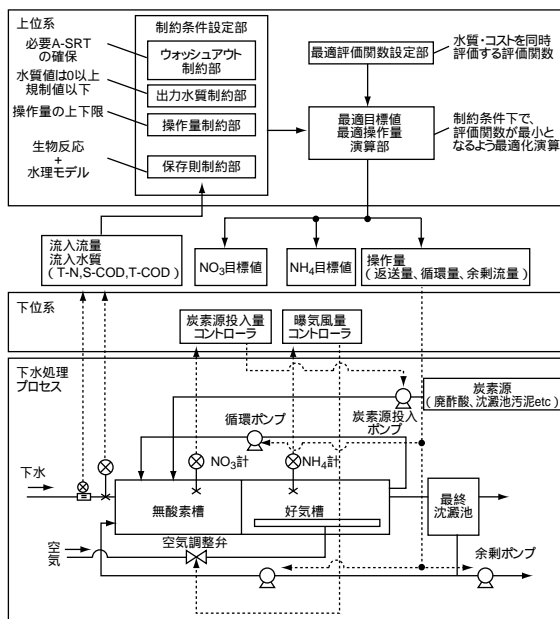 上位系
制約条件設定部
必要A-SRT
の確保
ウォッシュアウト
制約部
水質値は0以上
規制値以下
出力水質制約部
操作量の上下限
操作量制約部
生物反応
+
水理モデル
保存則制約部
最適評価関数設定部
水質・コストを同時
評価する評価関数
最適目標値
最適操作量
演算部
制約条件下で、
評価関数が最小と
なるよう最適化演算
流入流量
流入水質
(T-N,S-COD,T-COD)
NO3目標値
NH4目標値
操作量
(返送量、循環量、余剰流量)
下位系
炭素源投入量
コントローラ
曝気風量
コントローラ
下水処理
プロセス
炭素源
(廃酢酸、沈澱池汚泥etc)
炭素源投入
ポンプ
循環ポンプ
NO3計
NH4計
下水
無酸素槽
好気槽
最終
沈澱池
空気
空気調整弁
余剰ポンプ